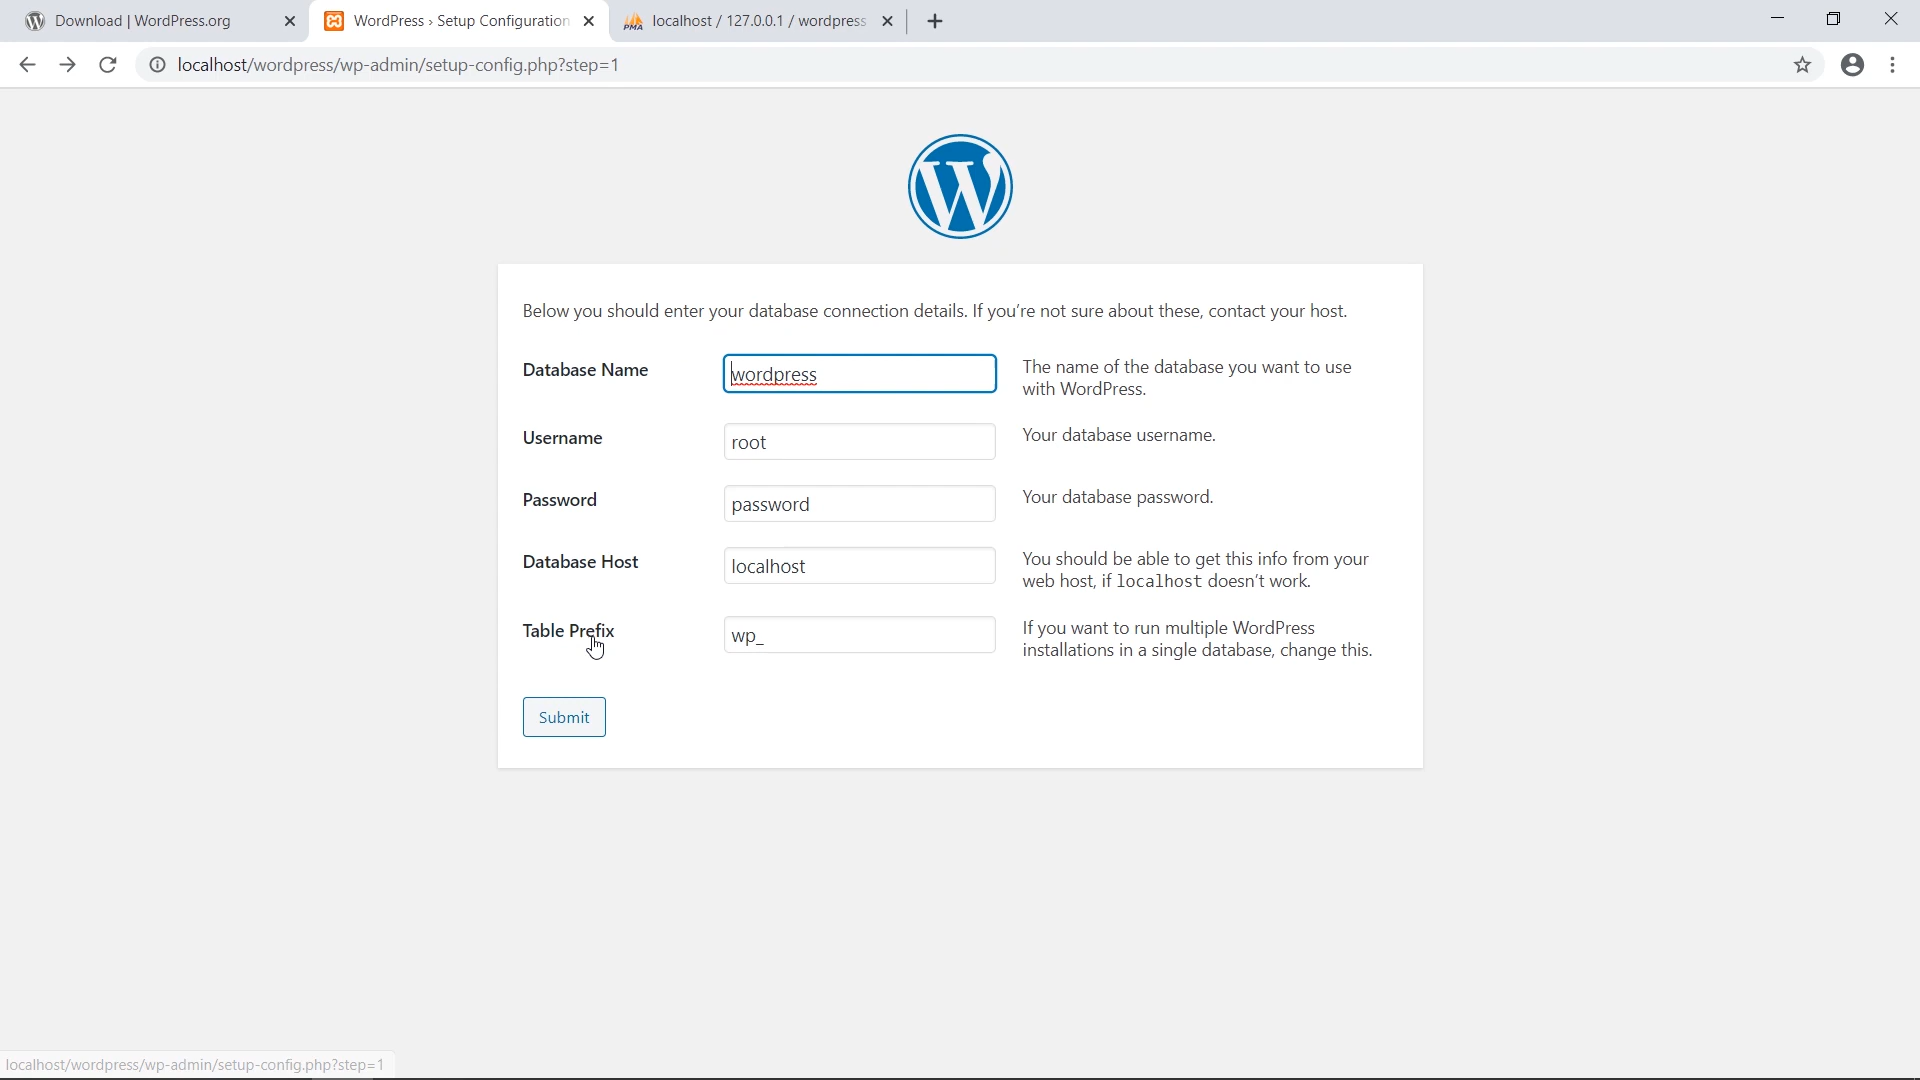 Download | WordPress.org
WordPress › Setup Configuration
localhost / 127.0.0.1 / wordpress
localhost/wordpress/wp-admin/setup-config.php?step=1
Below you should enter your database connection details. If you're not sure about these, contact your host.
Database Name
wordpress
The name of the database you want to use
with WordPress.
Username
root
Your database username.
Password
password
Your database password.
Database Host
localhost
You should be able to get this info from your
web host, if localhost doesn't work.
Table Prefix
wp_
If you want to run multiple WordPress
installations in a single database, change this.
Submit
localhost/wordpress/wp-admin/setup-config.php?step=1